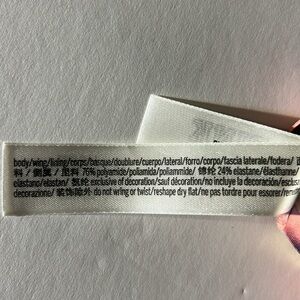 body/wing/lining/corps/basque/doublure/cuerpo/lateral/forro/corpo/fascia laterale/fodera/ 面
料/侧翼/里料 76% polyamide/poliamida/poliammide/ 锦纶 24% elastane/élasthanne/
elastano/elastan/ 氨纶 exclusive of decoration/sauf décoration/no incluye la decoración/esclusa
decorazione/ 装饰除外 do not wring or twist/reshape dry flat/ne pas tordre pour essorer/remo